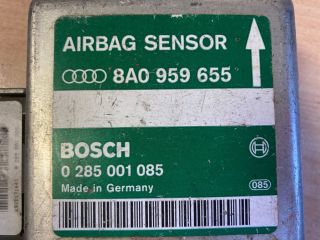 AIRBAG SENSOR
8A0 959 655
BOSCH
0 285 001 085
Made in Germany
085